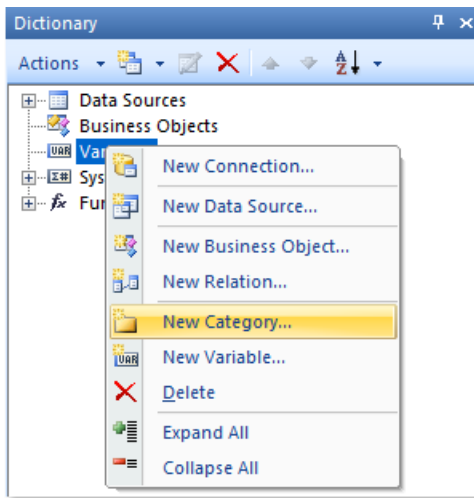 Dictionary
Actions
Data Sources
Business Objects
Var
Sys
Fun
New Connection...
New Data Source...
New Business Object...
New Relation...
New Category...
New Variable...
Delete
Expand All
Collapse All